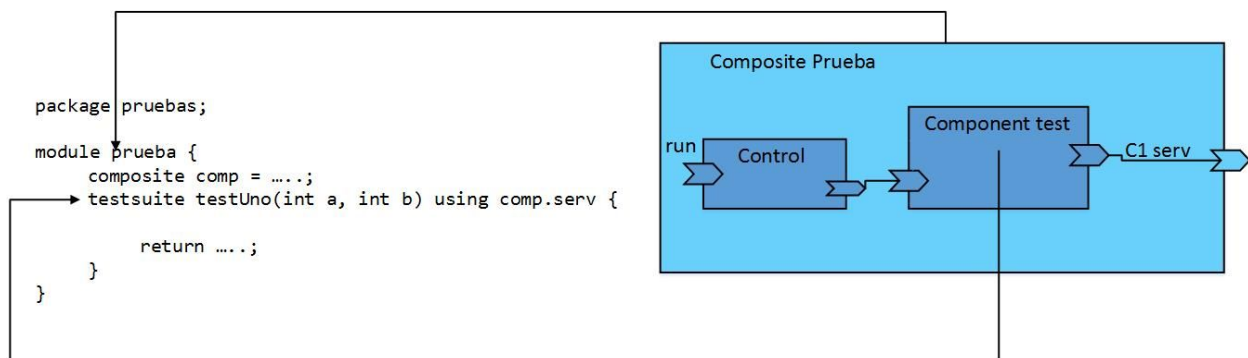 package pruebas;
module prueba {
composite comp = …..;
testsuite testUno(int a, int b) using comp.serv {
return …..;
}
}
Composite Prueba
Component test
run
Control
C1 serv